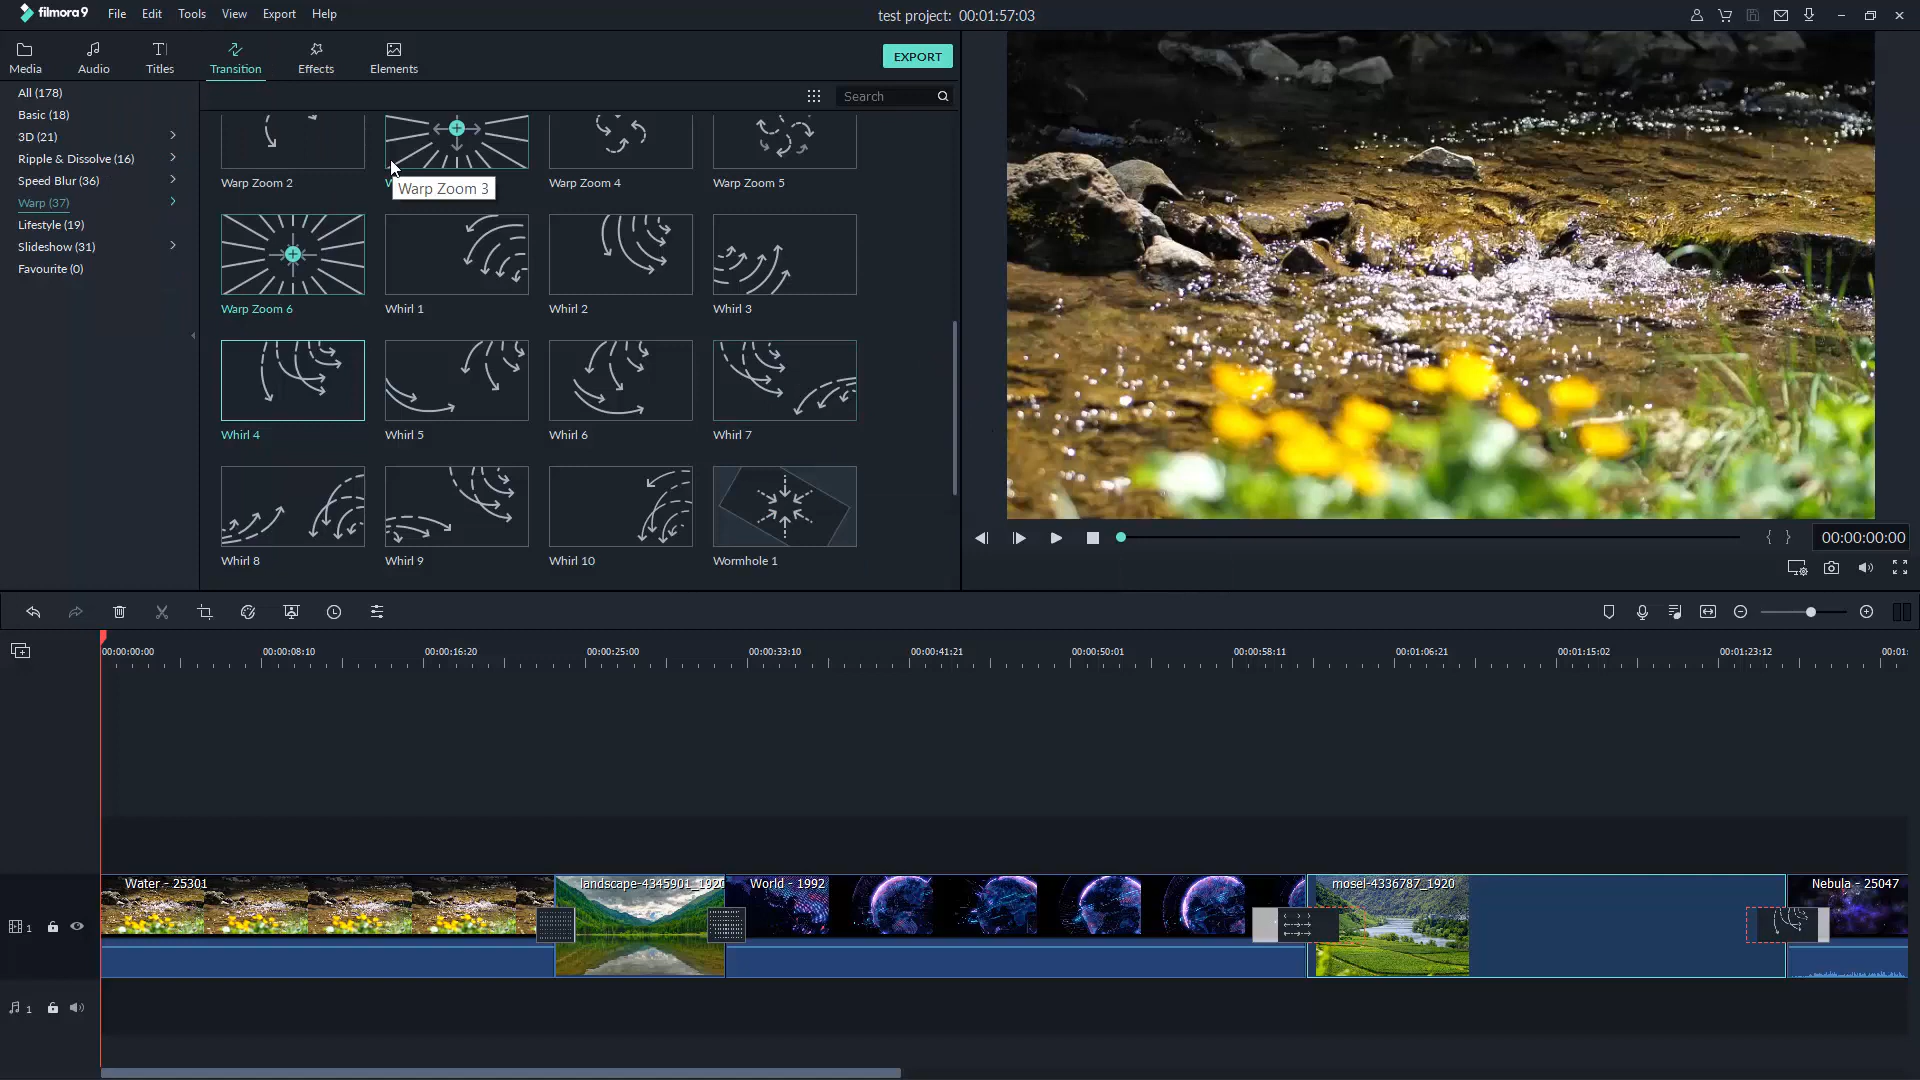 filmora9 File Edit Tools View Export Help test project: 00:01:57:03
Media Audio Titles Transition Effects Elements EXPORT
All (178)
Search
Basic (18)
3D (21)
Ripple & Dissolve (16)
Speed Blur (36)
Warp (37)
Lifestyle (19)
Slideshow (31)
Favourite (0)
Warp Zoom 2 W Warp Zoom 4 Warp Zoom 5
Warp Zoom 3
Warp Zoom 6 Whirl 1 Whirl 2 Whirl 3
Whirl 4 Whirl 5 Whirl 6 Whirl 7
Whirl 8 Whirl 9 Whirl 10 Wormhole 1
{ } 00:00:00:00
00:00:00:00 00:00:08:10 00:00:16:20 00:00:25:00 00:00:33:10 00:00:41:21 00:00:50:01 00:00:58:11 00:01:06:21 00:01:15:02 00:01:23:12 00:01:
Water - 25301 landscape-4345901_192 World - 1992 mosel-4336787_1920 Nebula - 25047
1
1